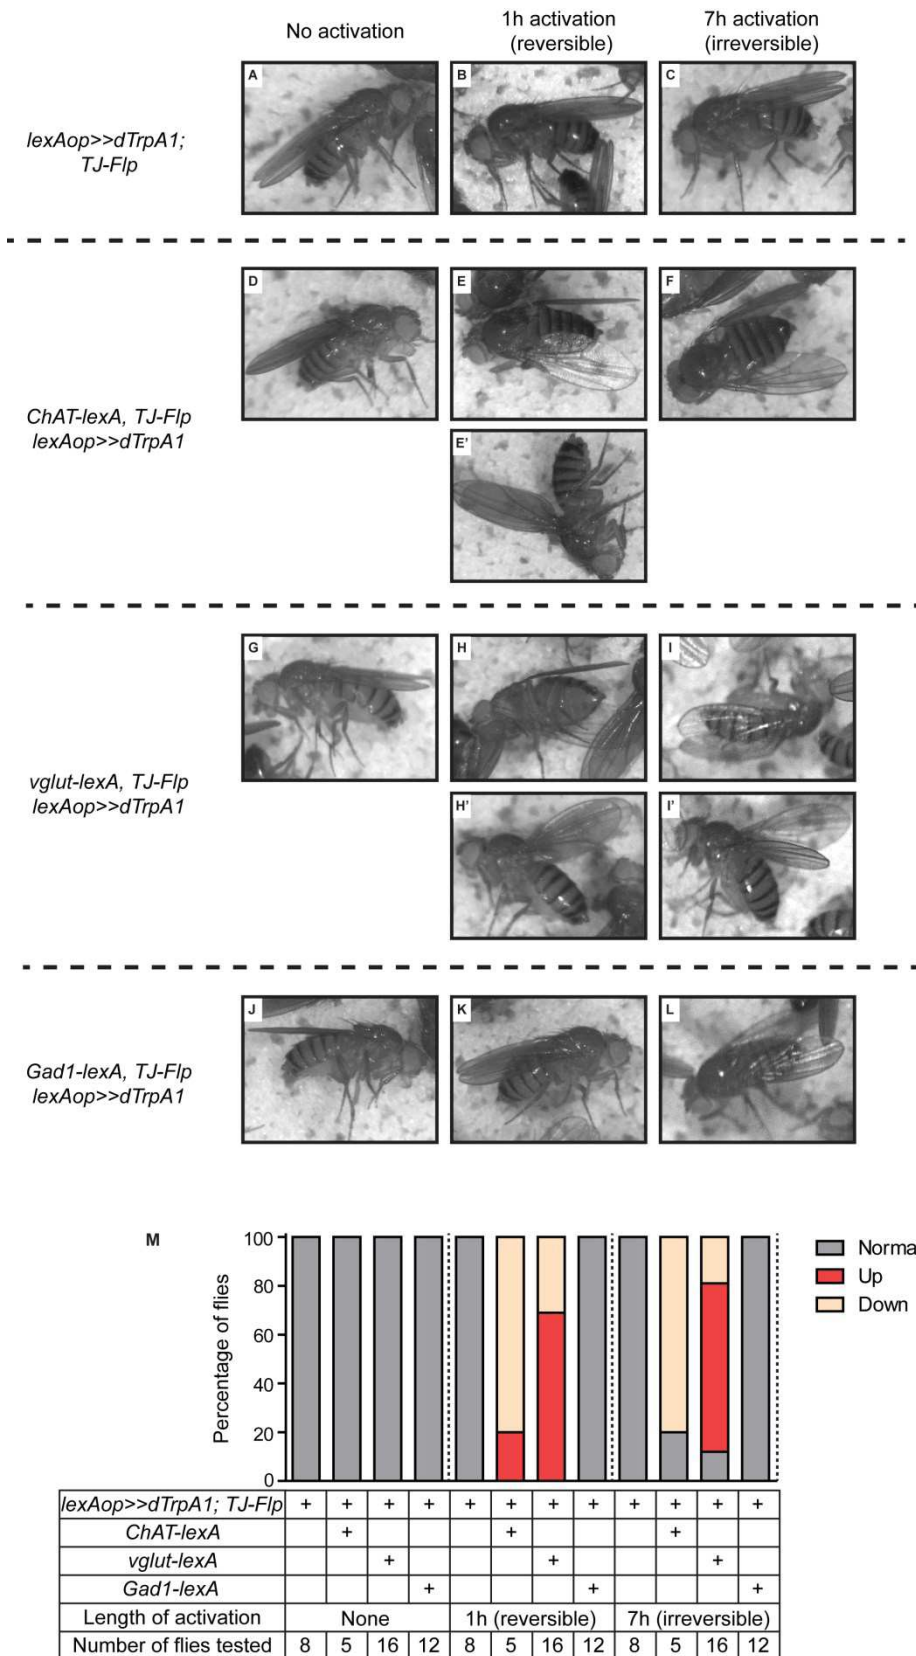 No activation
1h activation
(reversible)
7h activation
(irreversible)
lexAop>>dTrpA1;
TJ-Flp
A
B
C
ChAT-lexA, TJ-Flp
lexAop>>dTrpA1
D
E
F
E'
vglut-lexA, TJ-Flp
lexAop>>dTrpA1
G
H
I
H'
I'
Gad1-lexA, TJ-Flp
lexAop>>dTrpA1
J
K
L
M
Percentage of flies
100
80
60
40
20
0
Norma
Up
Down
lexAop>>dTrpA1; TJ-Flp + + + + + + + + + + + +
ChAT-lexA + + +
vglut-lexA + + +
Gad1-lexA + + +
Length of activation None 1h (reversible) 7h (irreversible)
Number of flies tested 8 5 16 12 8 5 16 12 8 5 16 12